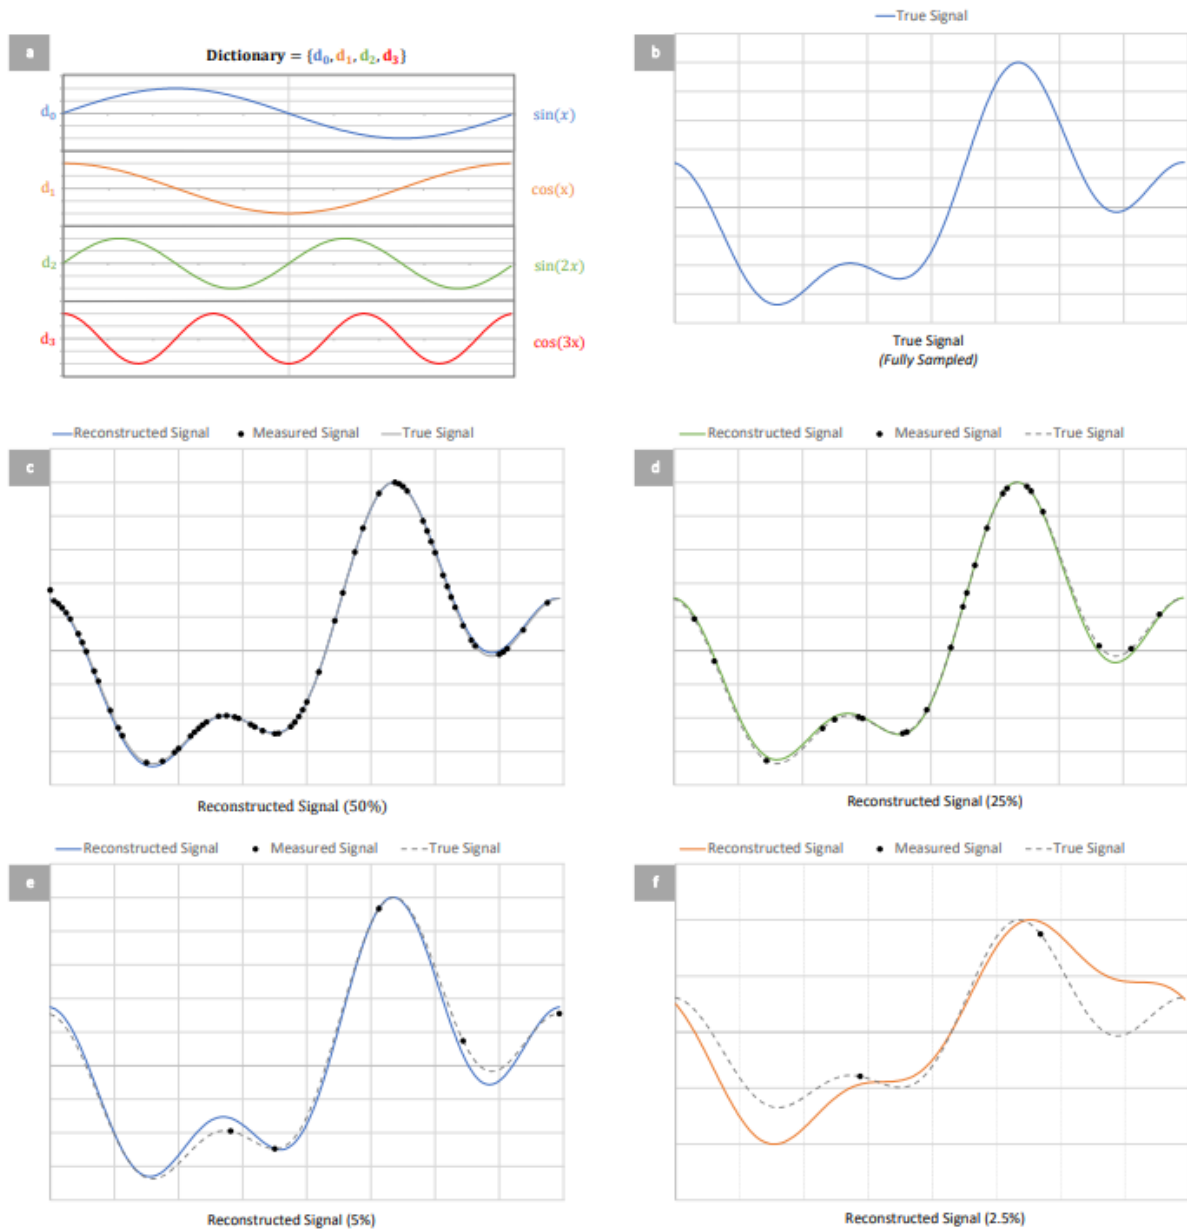 a
Dictionary = {d₀, d₁, d₂, d₃}
d₀
sin(x)
d₁
cos(x)
d₂
sin(2x)
d₃
cos(3x)
b
True Signal
True Signal
(Fully Sampled)
c
Reconstructed Signal
Measured Signal
True Signal
Reconstructed Signal (50%)
d
Reconstructed Signal
Measured Signal
True Signal
Reconstructed Signal (25%)
e
Reconstructed Signal
Measured Signal
True Signal
Reconstructed Signal (5%)
f
Reconstructed Signal
Measured Signal
True Signal
Reconstructed Signal (2.5%)